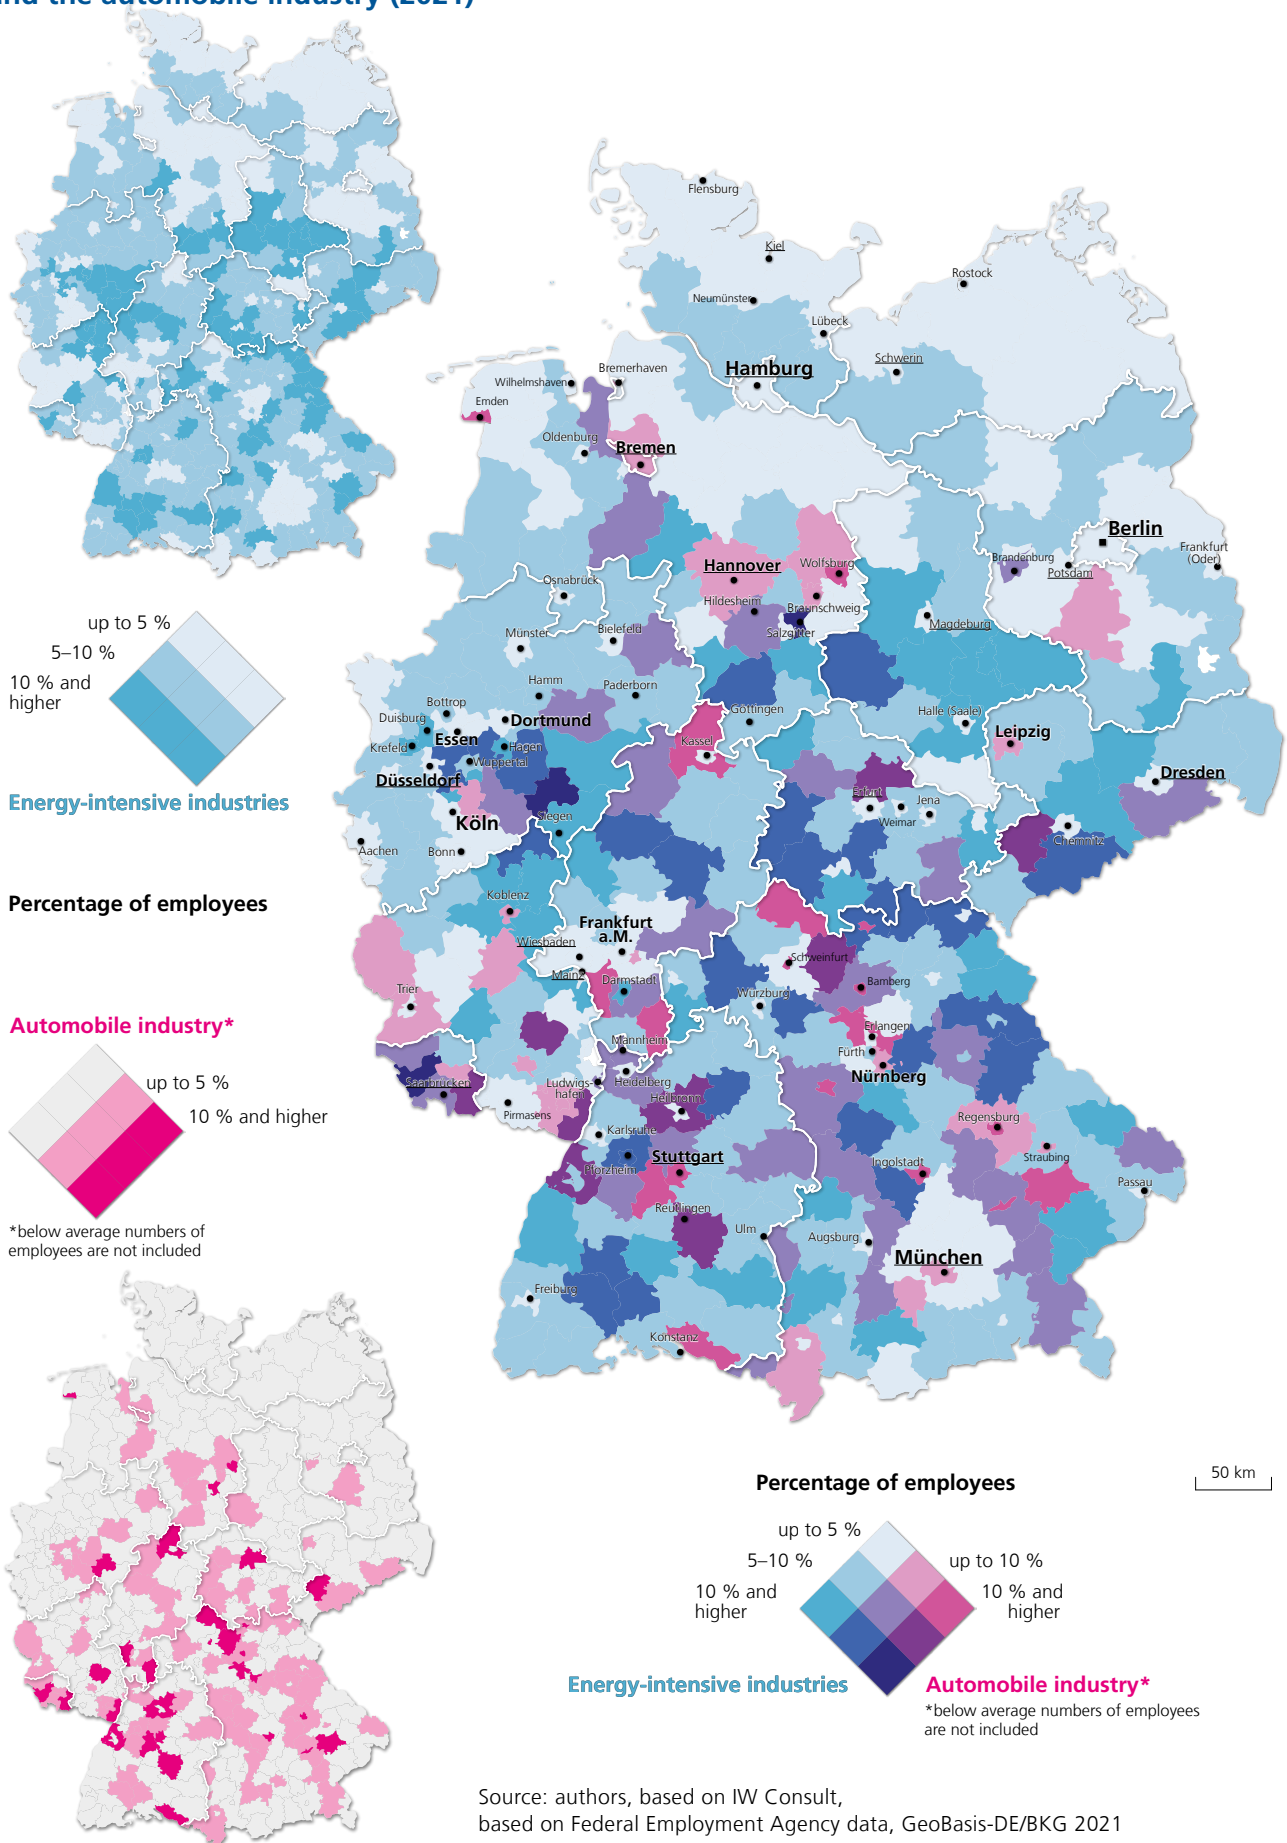 and the automobile industry (2021)
Flensburg
Kiel
Rostock
Neumünster
Lübeck
Schwerin
Hamburg
Bremerhaven
Wilhelmshaven
Emden
Oldenburg
Bremen
Berlin
Frankfurt
(Oder)
Brandenburg
Potsdam
Hannover
Wolfsburg
Osnabrück
Hildesheim
Braunschweig
Salzgitter
Magdeburg
Münster
Bielefeld
Hamm
Paderborn
Bottrop
Duisburg
Dortmund
Göttingen
Halle (Saale)
Essen
Krefeld
Hagen
Wuppertal
Kassel
Leipzig
Düsseldorf
Dresden
Erfurt
Jena
Weimar
Köln
Siegen
Chemnitz
Aachen
Bonn
Koblenz
Frankfurt
a.M.
Wiesbaden
Mainz
Darmstadt
Schweinfurt
Bamberg
Trier
Würzburg
Erlangen
Mannheim
Fürth
Nürnberg
Saarbrücken
Ludwigs-
hafen
Heidelberg
Heilbronn
Pirmasens
Regensburg
Karlsruhe
Straubing
Stuttgart
Pforzheim
Ingolstadt
Passau
Reutlingen
Ulm
Augsburg
München
Freiburg
Konstanz
up to 5 %
5–10 %
10 % and
higher
Energy-intensive industries
Percentage of employees
Automobile industry*
up to 5 %
10 % and higher
*below average numbers of
employees are not included
Percentage of employees
50 km
up to 5 %
5–10 %
10 % and
higher
up to 10 %
10 % and
higher
Energy-intensive industries
Automobile industry*
*below average numbers of employees
are not included
Source: authors, based on IW Consult,
based on Federal Employment Agency data, GeoBasis-DE/BKG 2021